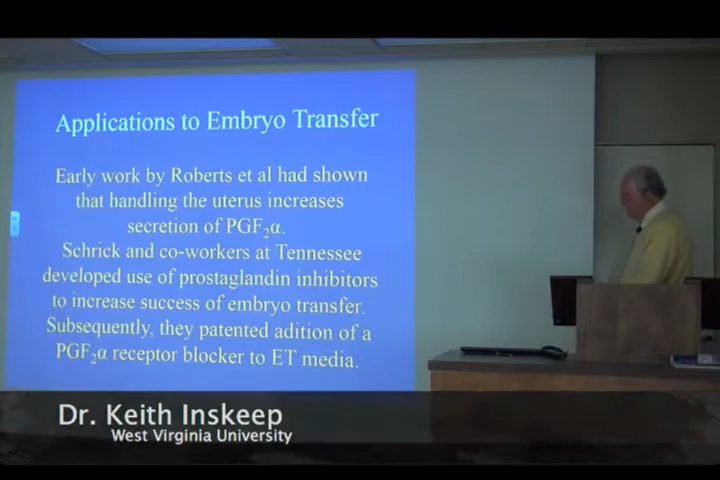 Applications to Embryo Transfer
Early work by Roberts et al had shown
that handling the uterus increases
secretion of PGF₂α.
Schrick and co-workers at Tennessee
developed use of prostaglandin inhibitors
to increase success of embryo transfer.
Subsequently, they patented adition of a
PGF₂α receptor blocker to ET media.
Dr. Keith Inskeep
West Virginia University